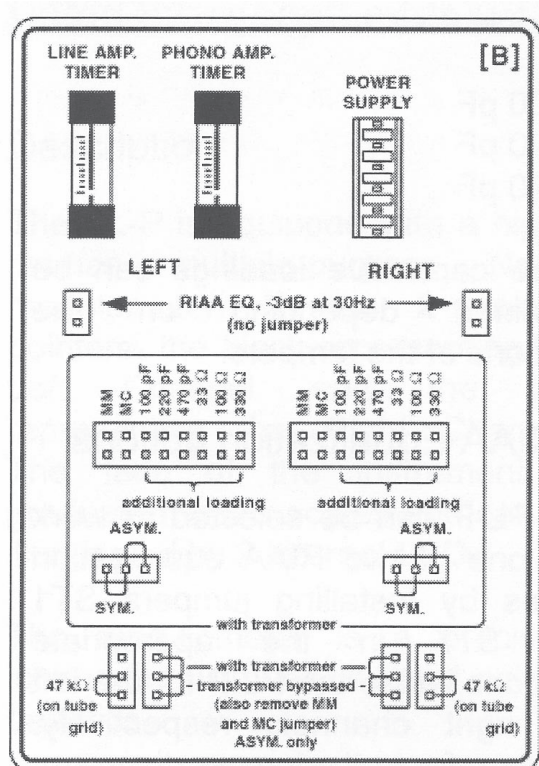 LINE AMP. PHONO AMP. [B]
TIMER TIMER
POWER
SUPPLY
LEFT RIGHT
RIAA EQ, -3dB at 30Hz
(no jumper)
MM MC 100 pF 220 pF 470 pF 33 Ω 100 Ω 330 Ω MM MC 100 pF 220 pF 470 pF 33 Ω 100 Ω 330 Ω
additional loading additional loading
ASYM. ASYM.
SYM. SYM.
with transformer
with transformer
47 kΩ transformer bypassed 47 kΩ
(on tube (also remove MM (on tube
grid) and MC jumper) grid)
ASYM. only